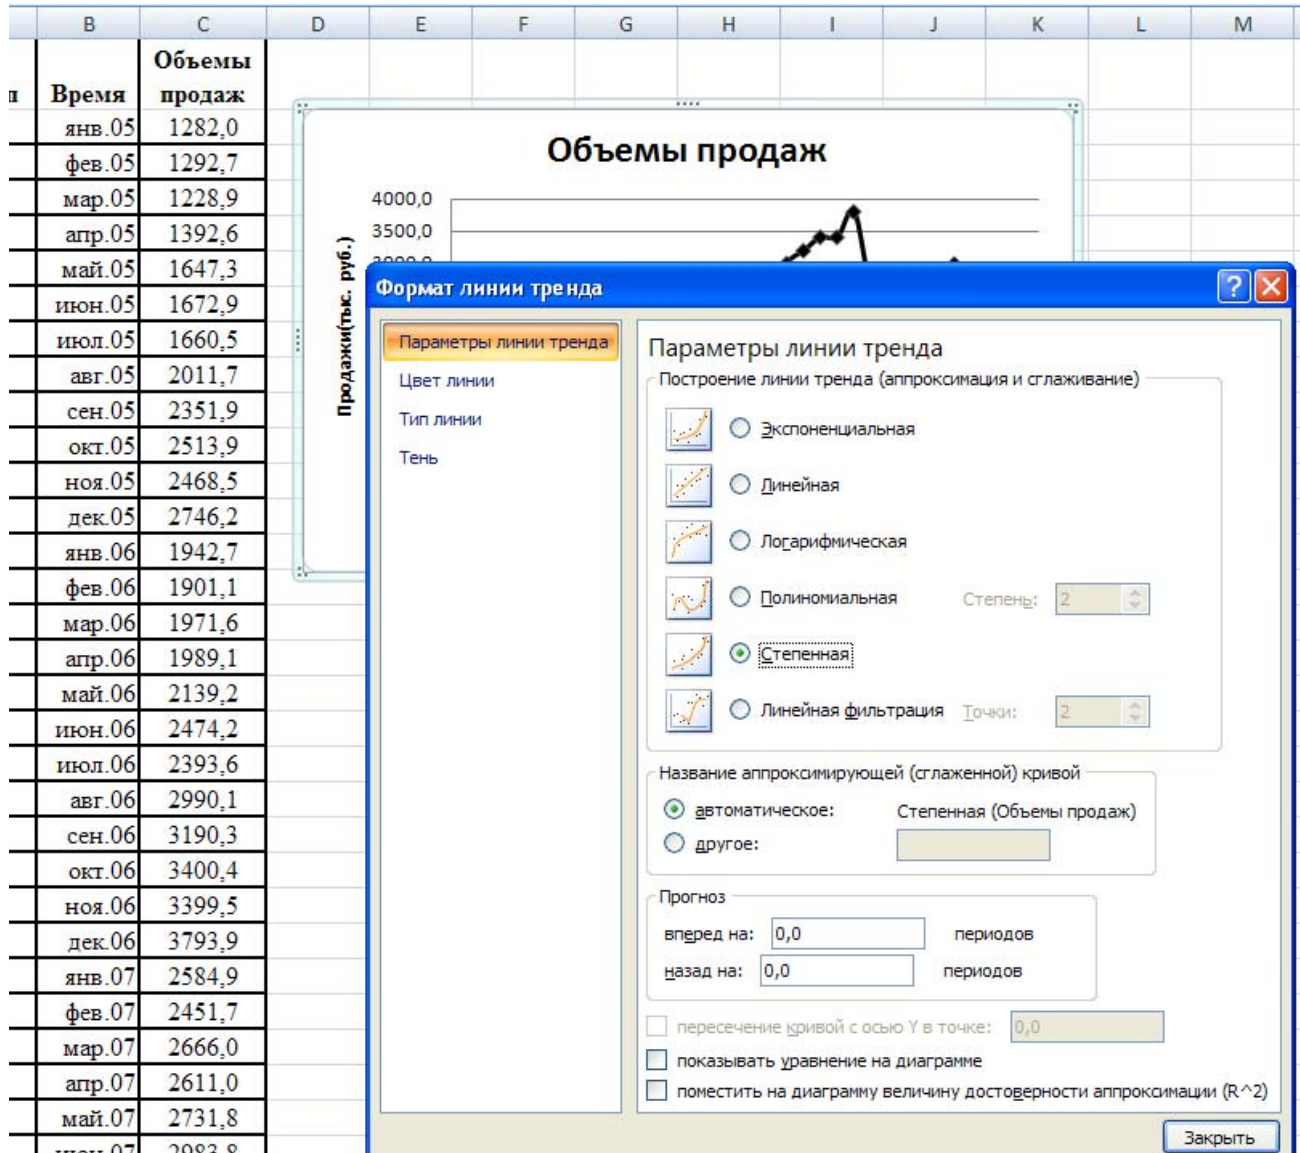 B C D E F G H I J K L M
п Время Объемы продаж
янв.05 1282,0
фев.05 1292,7
мар.05 1228,9
апр.05 1392,6
май.05 1647,3
июн.05 1672,9
июл.05 1660,5
авг.05 2011,7
сен.05 2351,9
окт.05 2513,9
ноя.05 2468,5
дек.05 2746,2
янв.06 1942,7
фев.06 1901,1
мар.06 1971,6
апр.06 1989,1
май.06 2139,2
июн.06 2474,2
июл.06 2393,6
авг.06 2990,1
сен.06 3190,3
окт.06 3400,4
ноя.06 3399,5
дек.06 3793,9
янв.07 2584,9
фев.07 2451,7
мар.07 2666,0
апр.07 2611,0
май.07 2731,8
июн.07 2983,8
Объемы продаж
4000,0
3500,0
3000,0
Продажи(тыс. руб.)
Формат линии тренда
Параметры линии тренда
Цвет линии
Тип линии
Тень
Параметры линии тренда
Построение линии тренда (аппроксимация и сглаживание)
Экспоненциальная
Линейная
Логарифмическая
Полиномиальная Степень: 2
Степенная
Линейная фильтрация Точки: 2
Название аппроксимирующей (сглаженной) кривой
автоматическое: Степенная (Объемы продаж)
другое:
Прогноз
вперед на: 0,0 периодов
назад на: 0,0 периодов
пересечение кривой с осью Y в точке: 0,0
показывать уравнение на диаграмме
поместить на диаграмму величину достоверности аппроксимации (R^2)
Закрыть